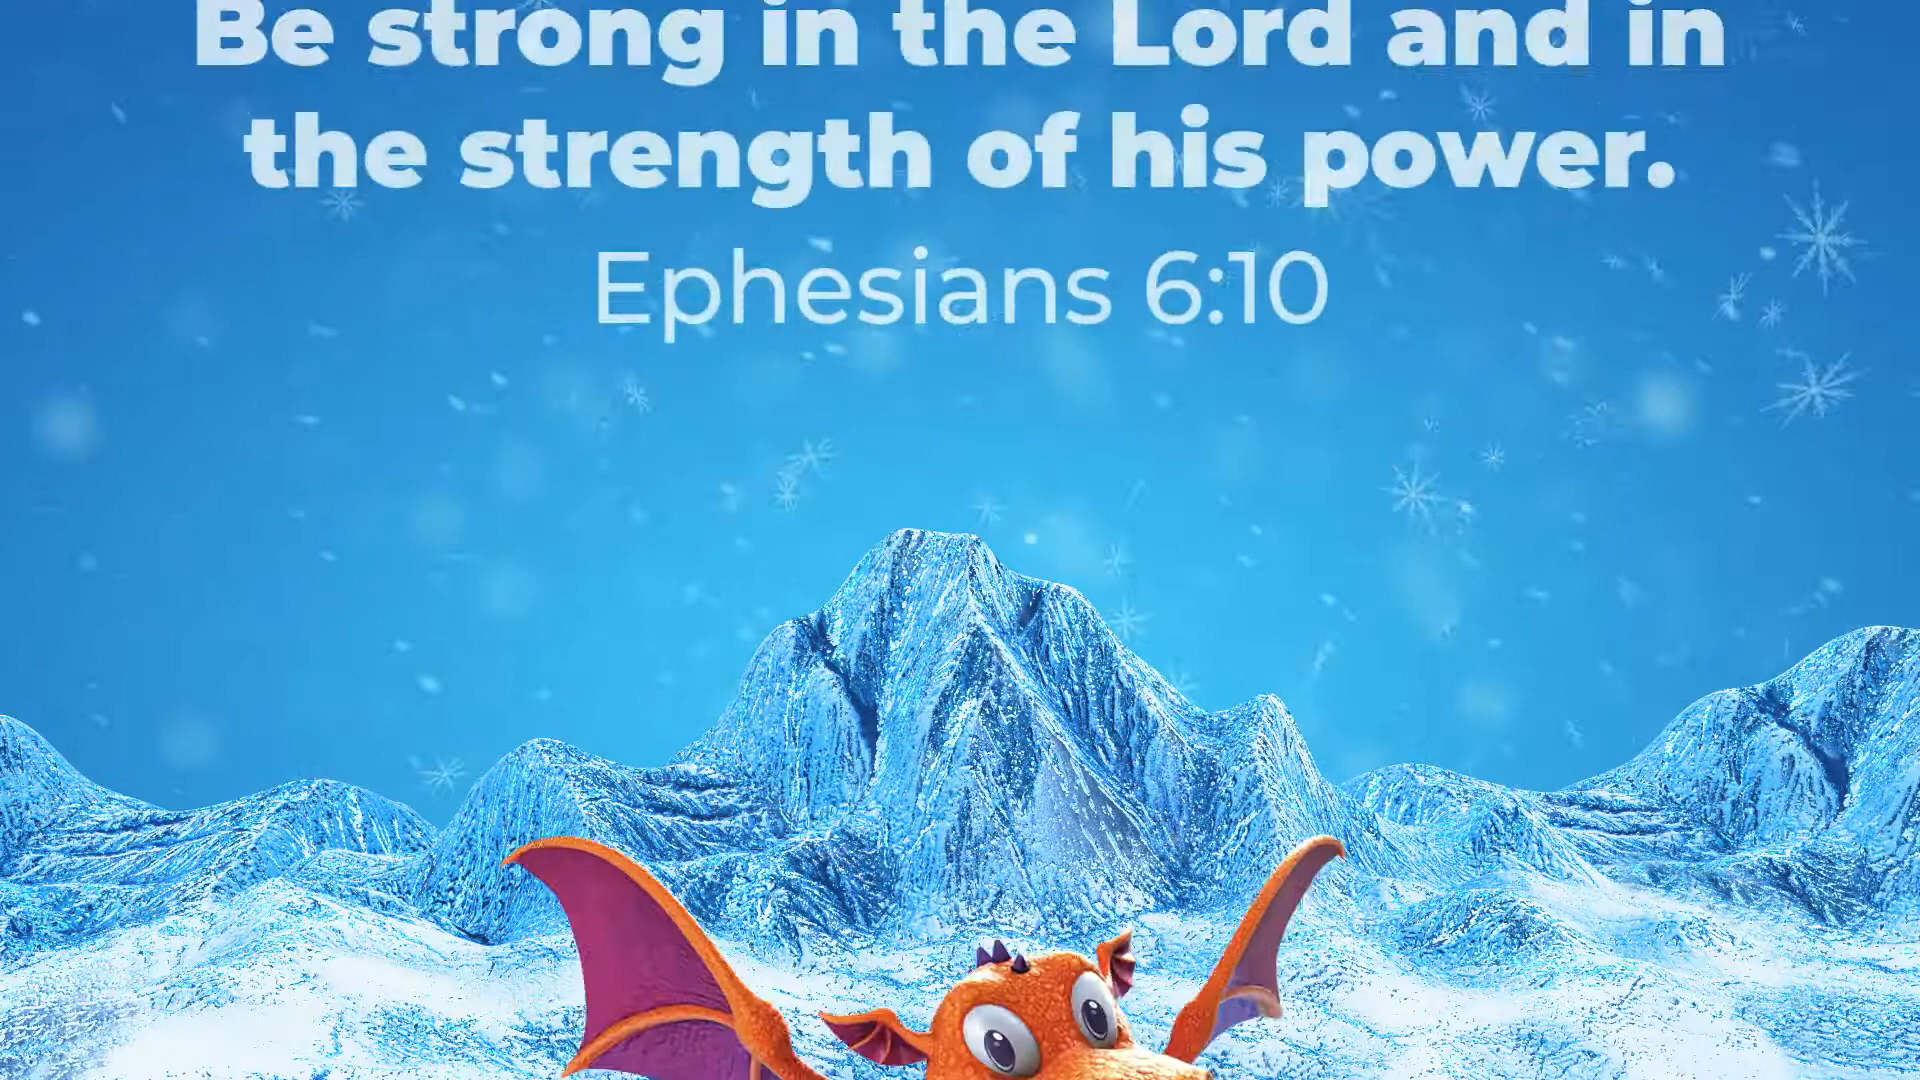 Be strong in the Lord and in
the strength of his power.
Ephesians 6:10